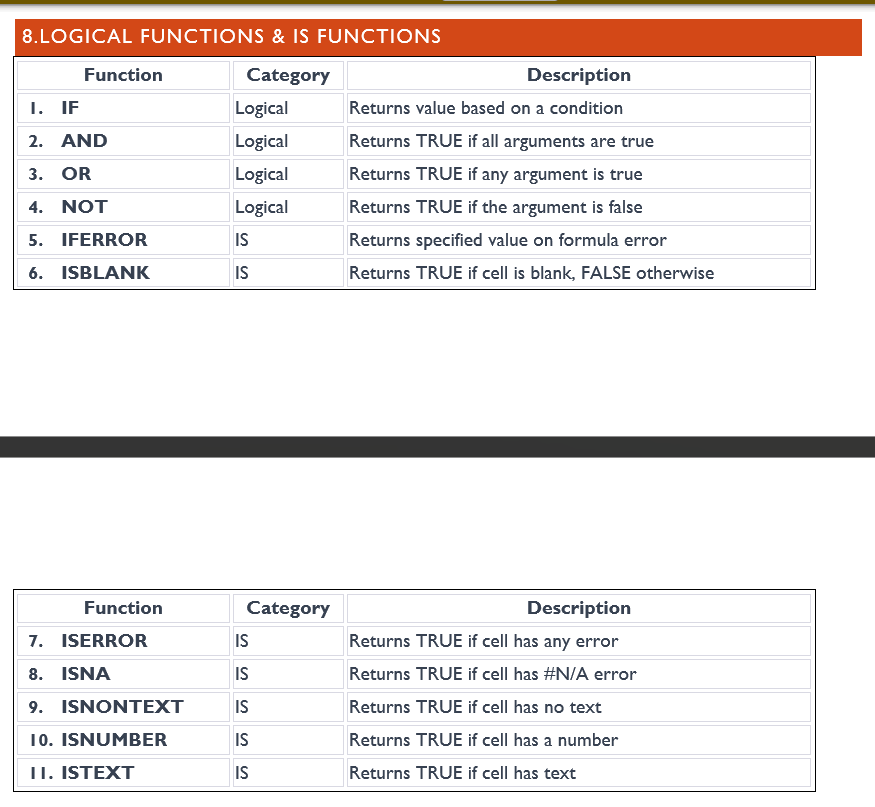 8.LOGICAL FUNCTIONS & IS FUNCTIONS
Function Category Description
1. IF Logical Returns value based on a condition
2. AND Logical Returns TRUE if all arguments are true
3. OR Logical Returns TRUE if any argument is true
4. NOT Logical Returns TRUE if the argument is false
5. IFERROR IS Returns specified value on formula error
6. ISBLANK IS Returns TRUE if cell is blank, FALSE otherwise
Function Category Description
7. ISERROR IS Returns TRUE if cell has any error
8. ISNA IS Returns TRUE if cell has #N/A error
9. ISNONTEXT IS Returns TRUE if cell has no text
10. ISNUMBER IS Returns TRUE if cell has a number
11. ISTEXT IS Returns TRUE if cell has text